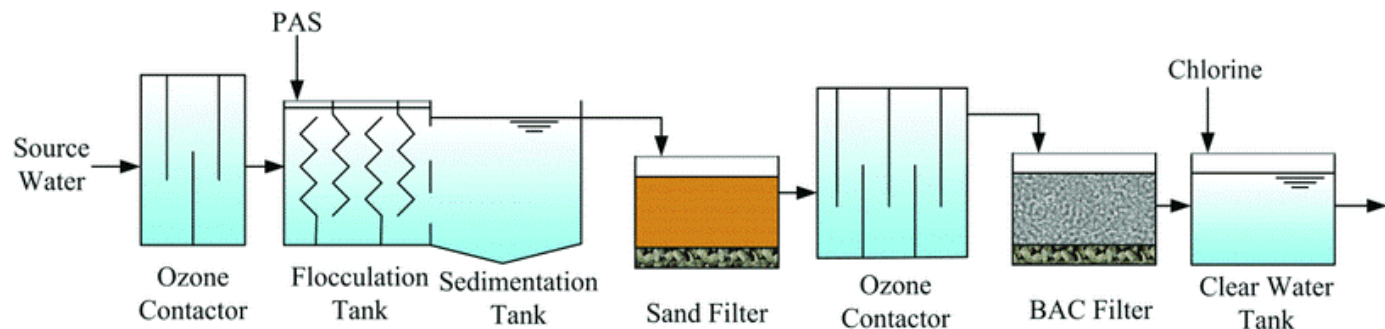 PAS
Chlorine
Source
Water
Ozone
Contactor
Flocculation
Tank
Sedimentation
Tank
Sand Filter
Ozone
Contactor
BAC Filter
Clear Water
Tank